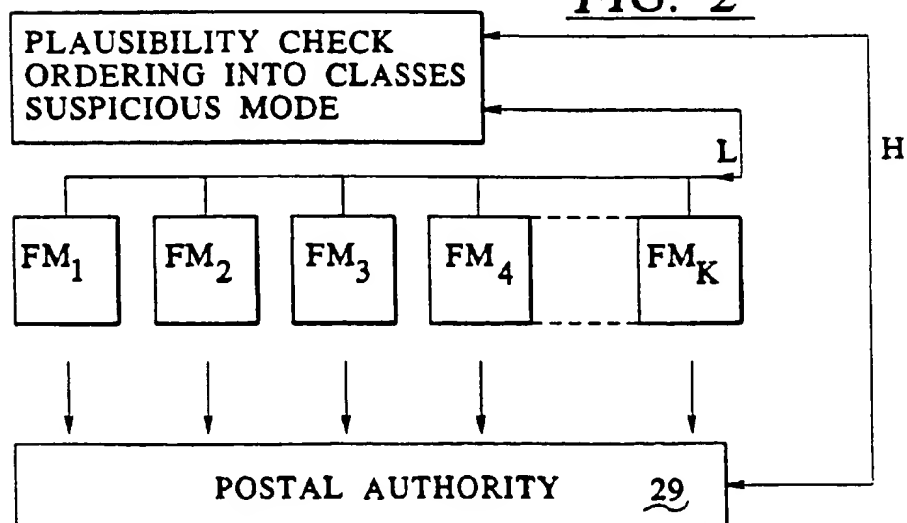 FIG. 2
PLAUSIBILITY CHECK
ORDERING INTO CLASSES
SUSPICIOUS MODE
L
H
FM1 FM2 FM3 FM4 FMK
POSTAL AUTHORITY 29